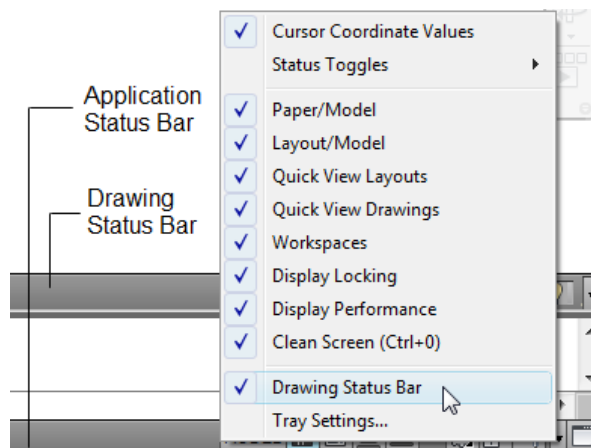 Application
Status Bar
Drawing
Status Bar
Cursor Coordinate Values
Status Toggles
Paper/Model
Layout/Model
Quick View Layouts
Quick View Drawings
Workspaces
Display Locking
Display Performance
Clean Screen (Ctrl+0)
Drawing Status Bar
Tray Settings...